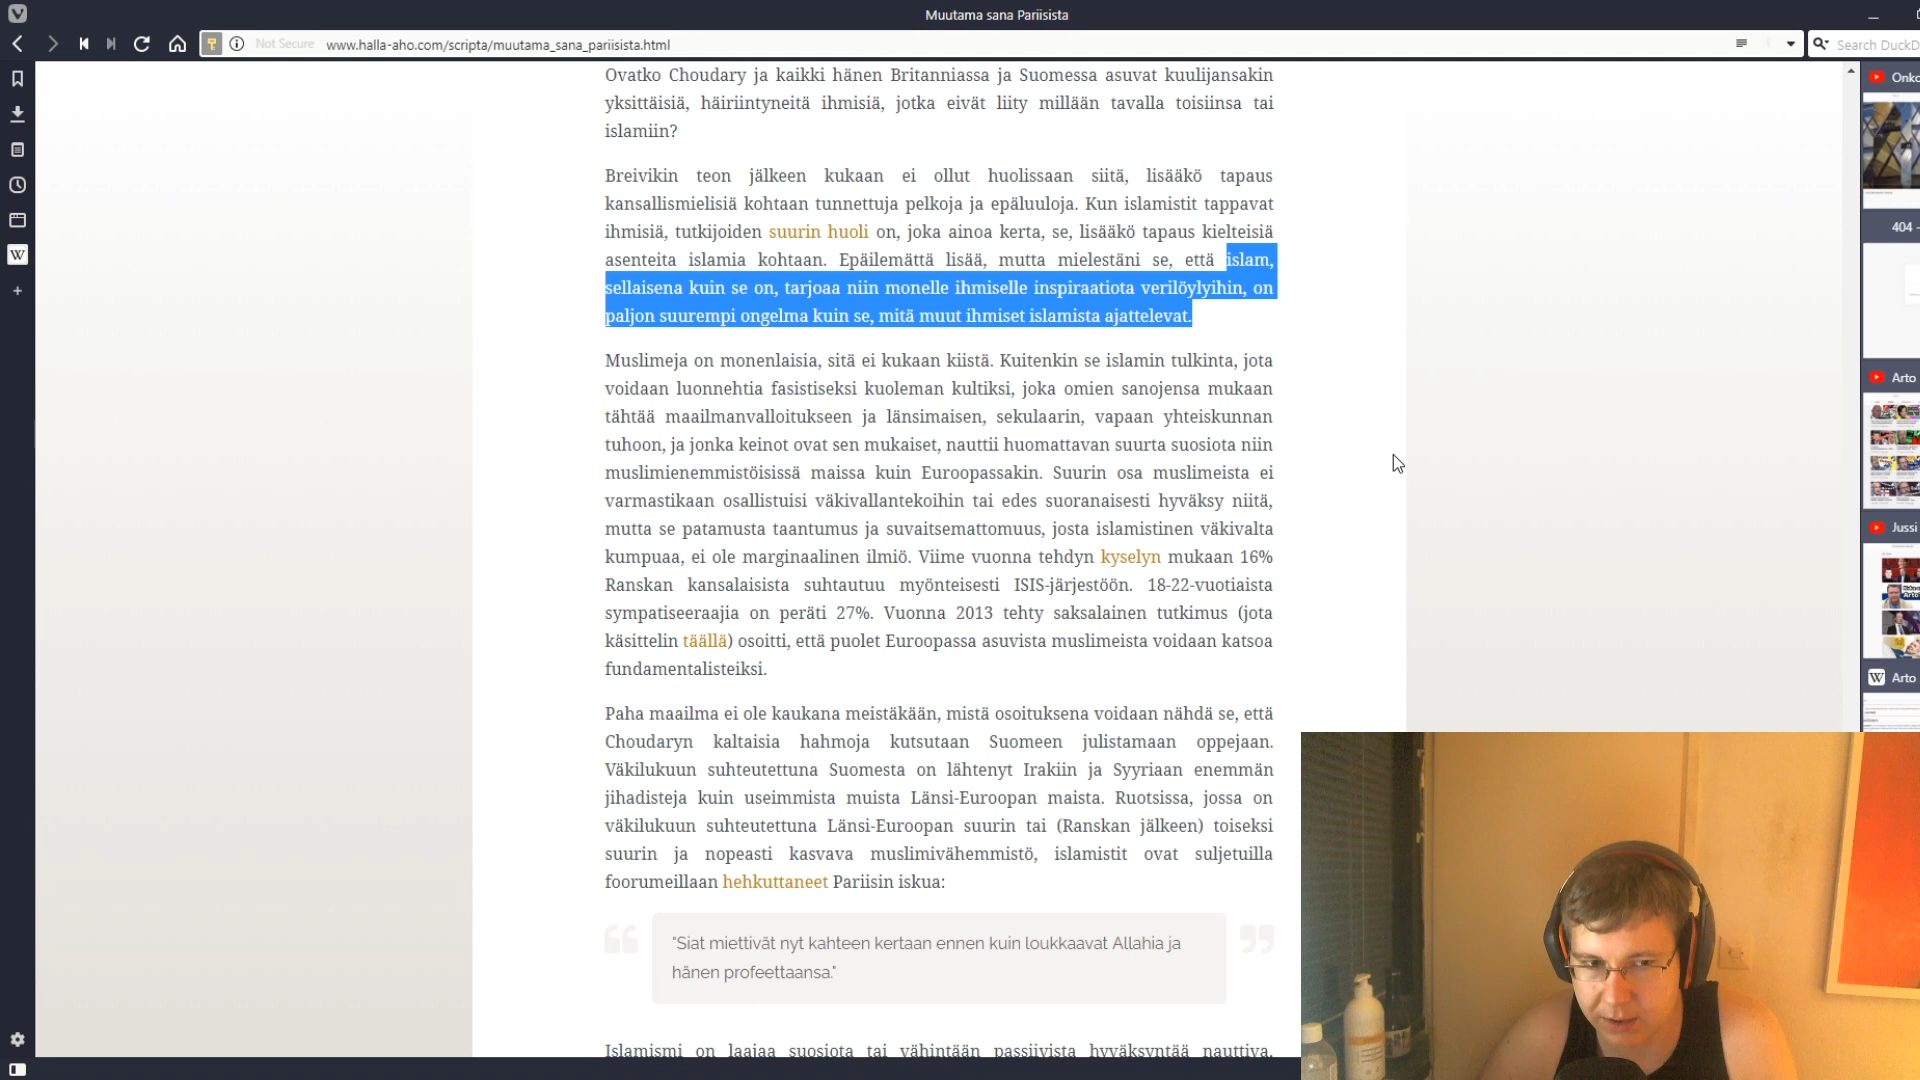 Muutama sana Pariisista
Not Secure www.halla-aho.com/scripta/muutama_sana_pariisista.html
Search DuckD
Onko
404 -
Arto
Jussi
W Arto
Ovatko Choudary ja kaikki hänen Britanniassa ja Suomessa asuvat kuulijansakin
yksittäisiä, häiriintyneitä ihmisiä, jotka eivät liity millään tavalla toisiinsa tai
islamiin?
Breivikin teon jälkeen kukaan ei ollut huolissaan siitä, lisääkö tapaus
kansallismielisiä kohtaan tunnettuja pelkoja ja epäluuloja. Kun islamistit tappavat
ihmisiä, tutkijoiden suurin huoli on, joka ainoa kerta, se, lisääkö tapaus kielteisiä
asenteita islamia kohtaan. Epäilemättä lisää, mutta mielestäni se, että islam,
sellaisena kuin se on, tarjoaa niin monelle ihmiselle inspiraatiota verilöylyihin, on
paljon suurempi ongelma kuin se, mitä muut ihmiset islamista ajattelevat.
Muslimeja on monenlaisia, sitä ei kukaan kiistä. Kuitenkin se islamin tulkinta, jota
voidaan luonnehtia fasistiseksi kuoleman kultiksi, joka omien sanojensa mukaan
tähtää maailmanvalloitukseen ja länsimaisen, sekulaarin, vapaan yhteiskunnan
tuhoon, ja jonka keinot ovat sen mukaiset, nauttii huomattavan suurta suosiota niin
muslimienemmistöisissä maissa kuin Euroopassakin. Suurin osa muslimeista ei
varmastikaan osallistuisi väkivallantekoihin tai edes suoranaisesti hyväksy niitä,
mutta se patamusta taantumus ja suvaitsemattomuus, josta islamistinen väkivalta
kumpuaa, ei ole marginaalinen ilmiö. Viime vuonna tehdyn kyselyn mukaan 16%
Ranskan kansalaisista suhtautuu myönteisesti ISIS-järjestöön. 18-22-vuotiaista
sympatiseeraajia on peräti 27%. Vuonna 2013 tehty saksalainen tutkimus (jota
käsittelin täällä) osoitti, että puolet Euroopassa asuvista muslimeista voidaan katsoa
fundamentalisteiksi.
Paha maailma ei ole kaukana meistäkään, mistä osoituksena voidaan nähdä se, että
Choudaryn kaltaisia hahmoja kutsutaan Suomeen julistamaan oppejaan.
Väkilukuun suhteutettuna Suomesta on lähtenyt Irakiin ja Syyriaan enemmän
jihadisteja kuin useimmista muista Länsi-Euroopan maista. Ruotsissa, jossa on
väkilukuun suhteutettuna Länsi-Euroopan suurin tai (Ranskan jälkeen) toiseksi
suurin ja nopeasti kasvava muslimivähemmistö, islamistit ovat suljetuilla
foorumeillaan hehkuttaneet Pariisin iskua:
"Siat miettivät nyt kahteen kertaan ennen kuin loukkaavat Allahia ja
hänen profeettaansa."
Islamismi on laajaa suosiota tai vähintään passiivista hyväksyntää nauttiva,